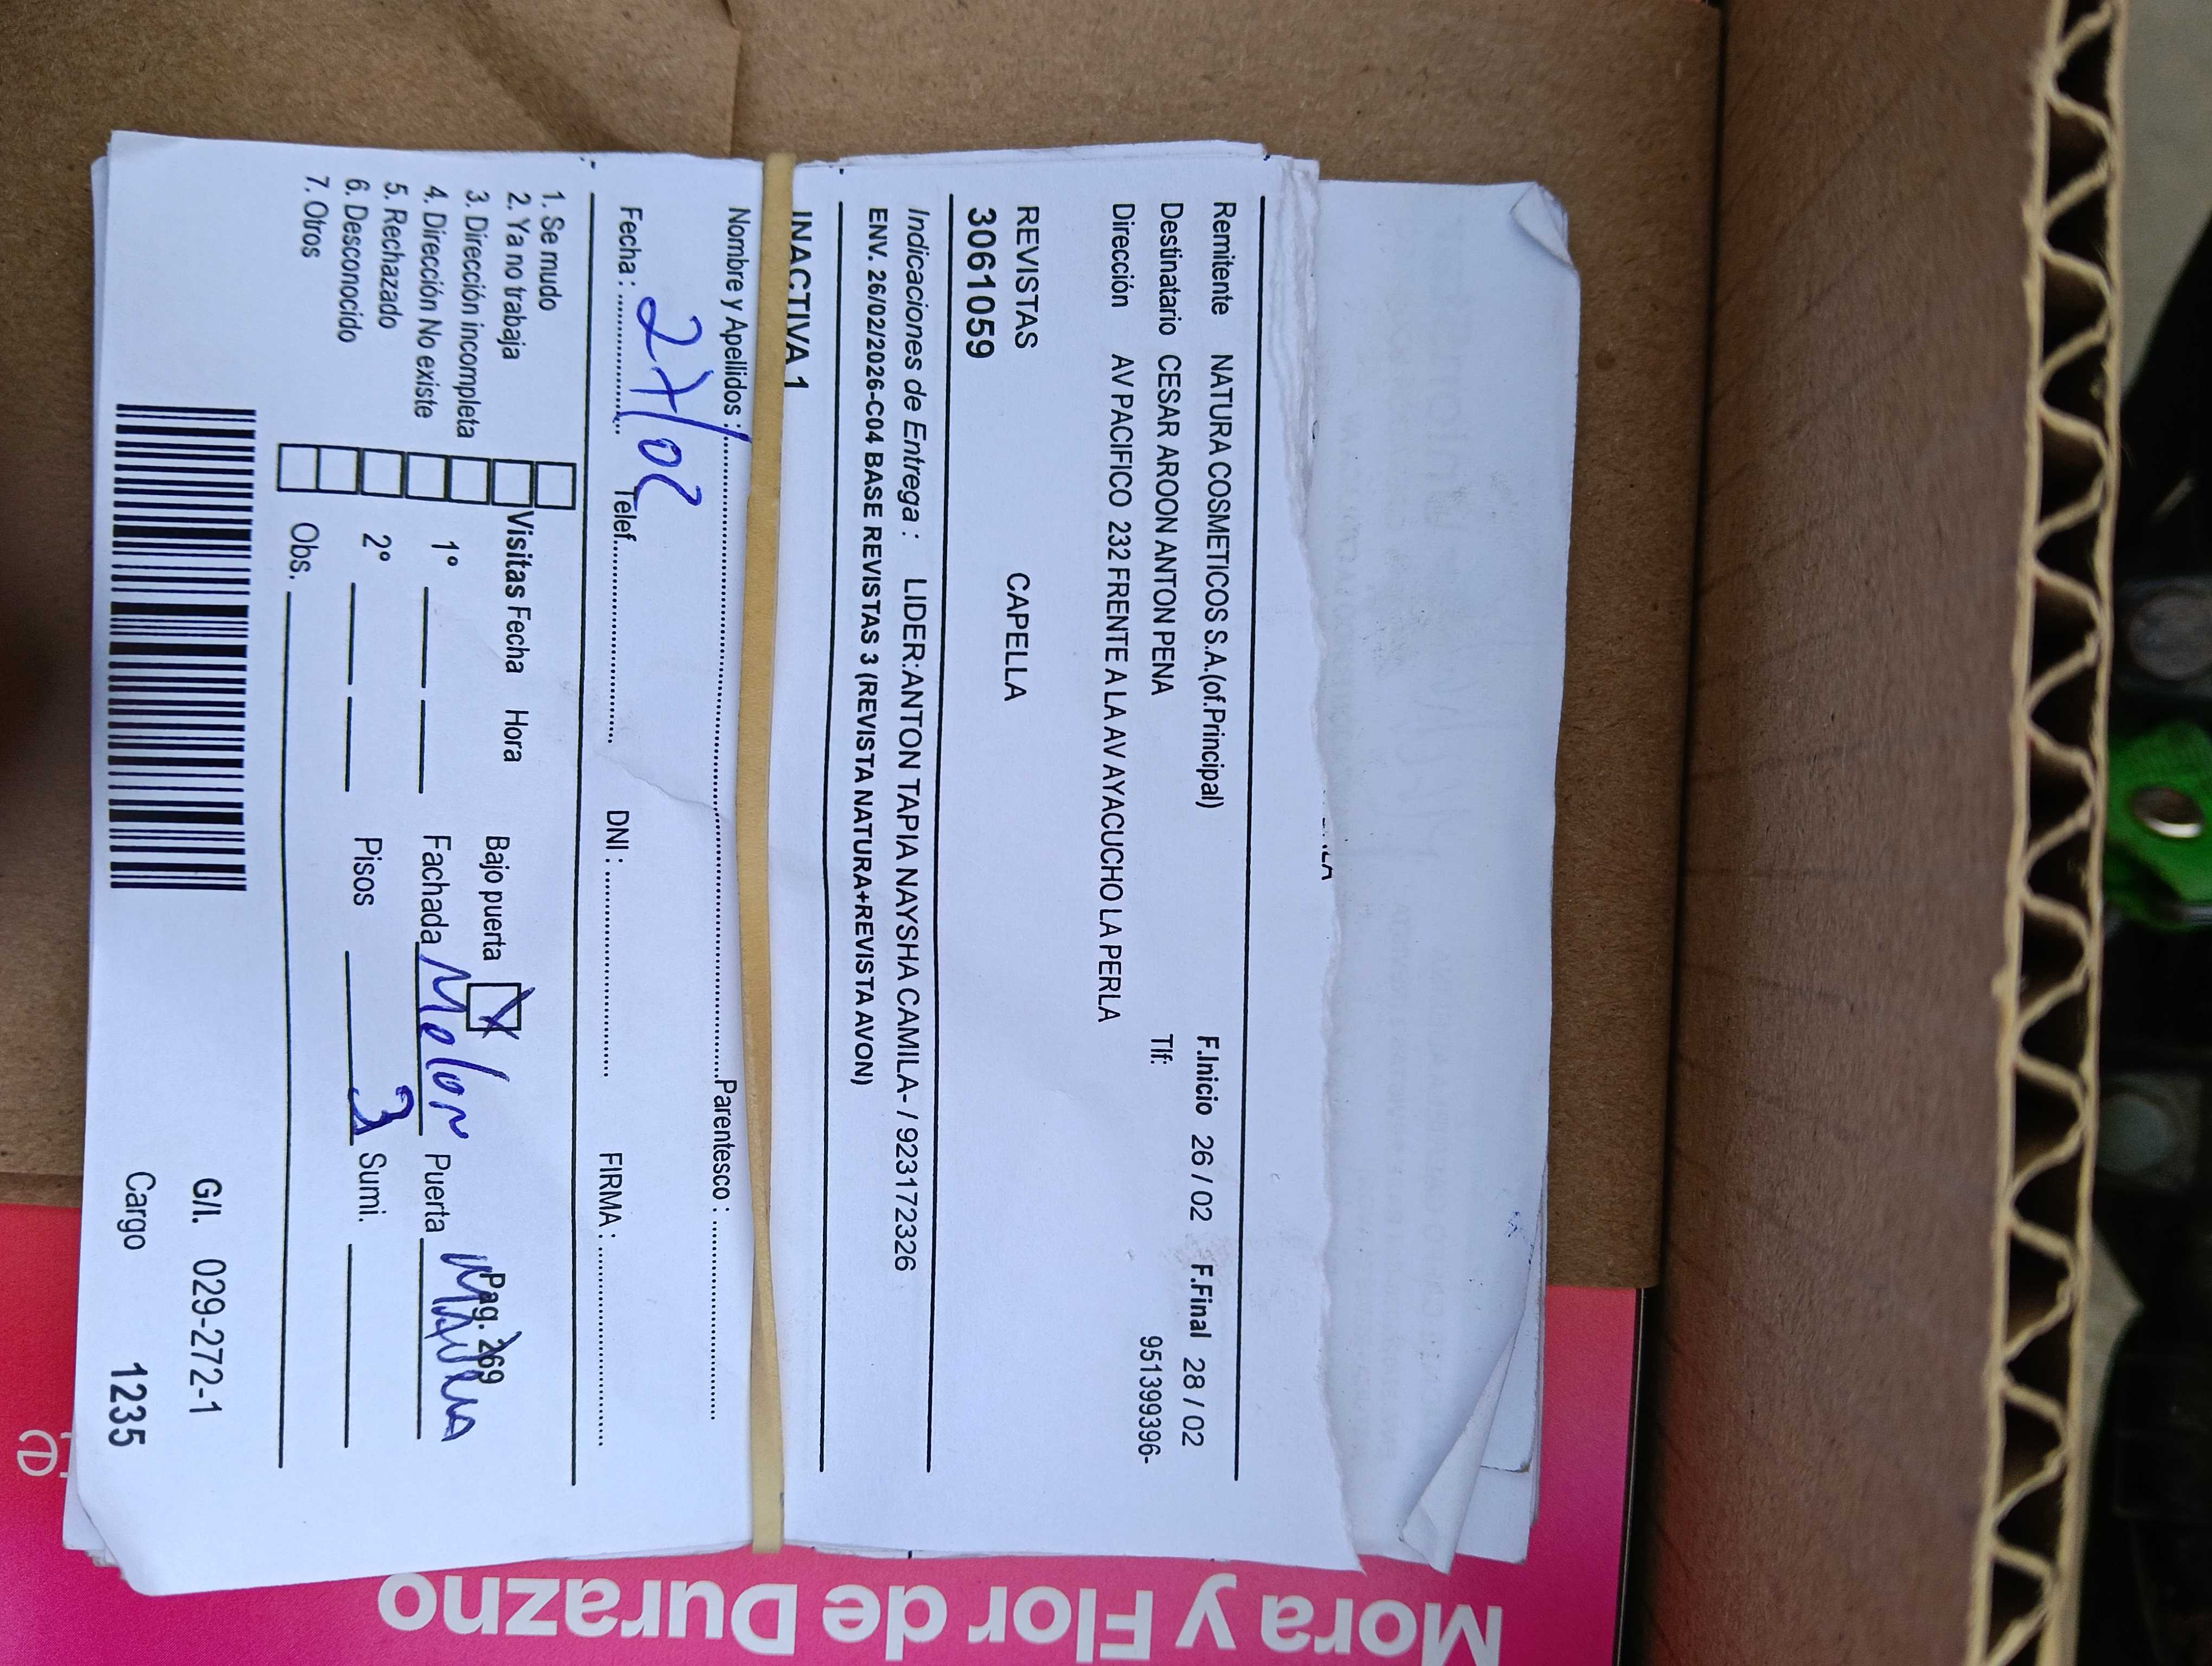 Remitente NATURA COSMETICOS S.A.(of.Principal) F.Inicio 26 / 02 F.Final 28 / 02
Destinatario CESAR AROON ANTON PENA Tlf: 951399396-
Dirección AV PACIFICO 232 FRENTE A LA AV AYACUCHO LA PERLA
REVISTAS CAPELLA
3061059
Indicaciones de Entrega : LIDER:ANTON TAPIA NAYSHA CAMILA- / 923172326
ENV. 26/02/2026-C04 BASE REVISTAS 3 (REVISTA NATURA+REVISTA AVON)
INACTIVA 1
Nombre y Apellidos : Parentesco :
27/02
Fecha : Telef. DNI : FIRMA :
1. Se mudo
2. Ya no trabaja
3. Dirección incompleta
4. Dirección No existe
5. Rechazado
6. Desconocido
7. Otros
Visitas Fecha Hora
1°
2°
Obs.
Bajo puerta X Pag. 269
Fachada Melon Puerta
Pisos 2 Sumi.
G/I. 029-272-1
Cargo 1235
Mora y Flor de Durazno